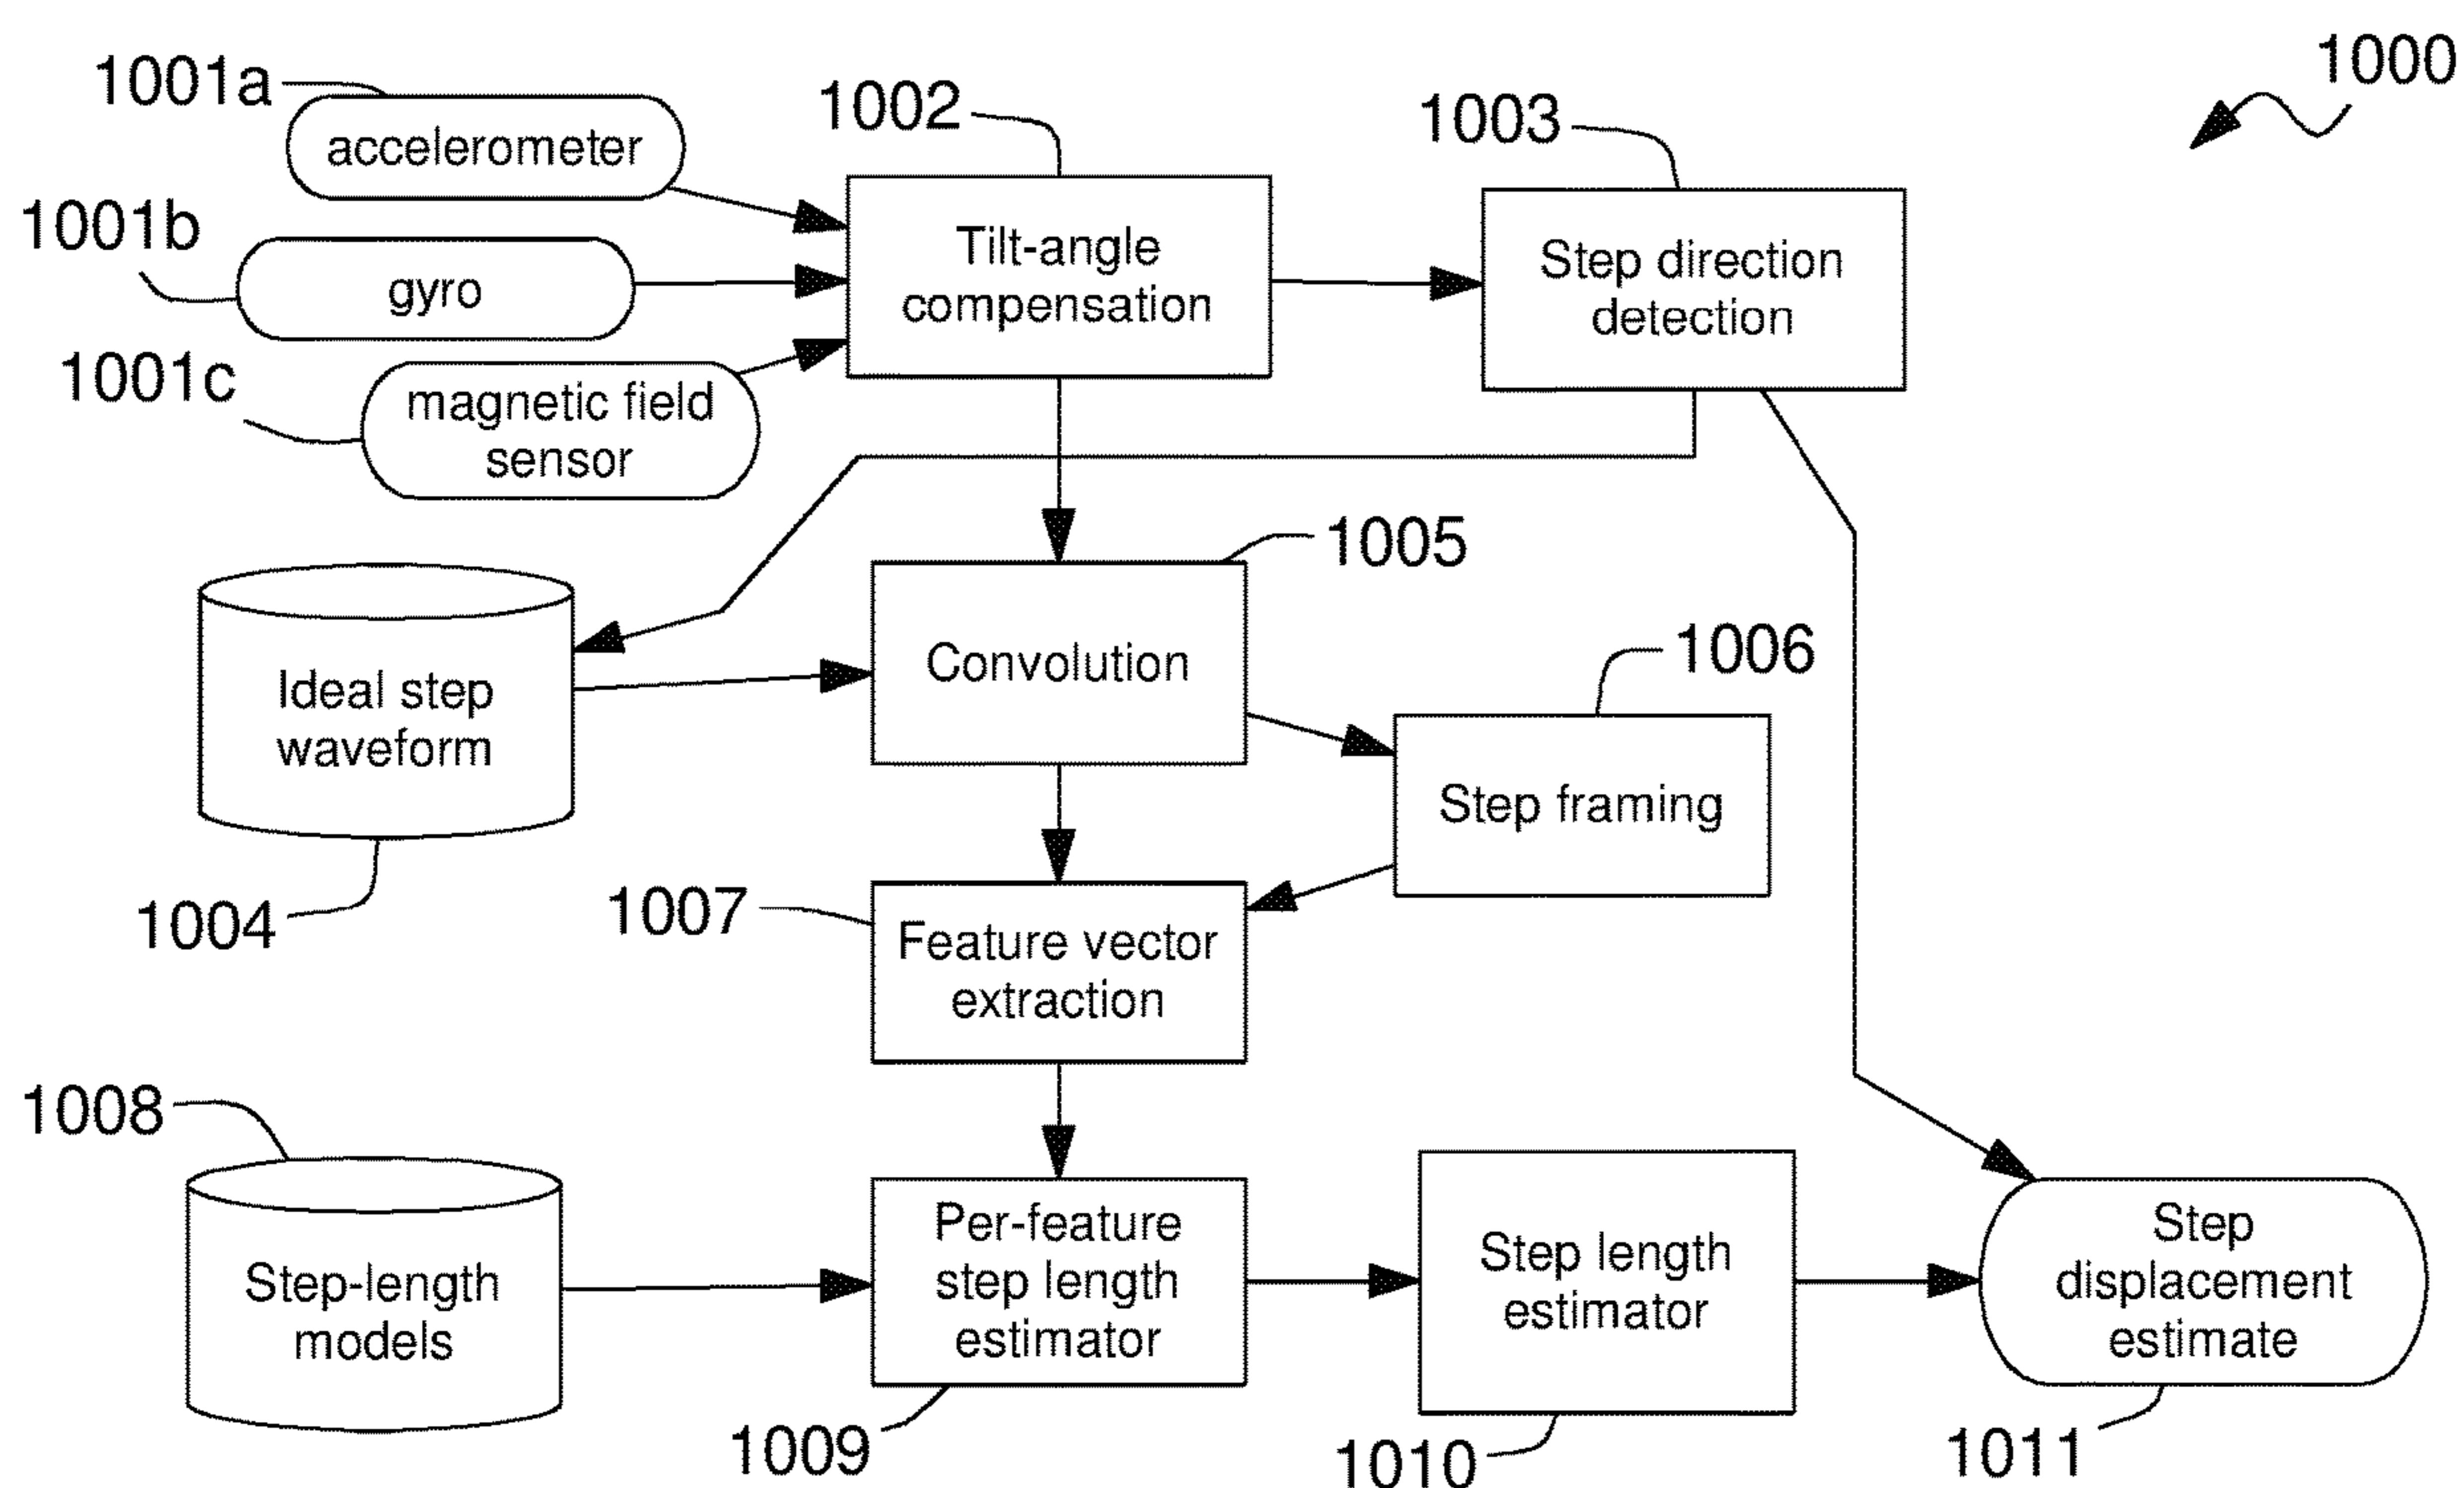 1000
1001a
accelerometer
1002
1003
1001b
gyro
Tilt-angle
compensation
Step direction
detection
1001c
magnetic field
sensor
1005
Ideal step
waveform
Convolution
1006
Step framing
1004
1007
Feature vector
extraction
1008
Step-length
models
Per-feature
step length
estimator
Step length
estimator
Step
displacement
estimate
1009
1010
1011